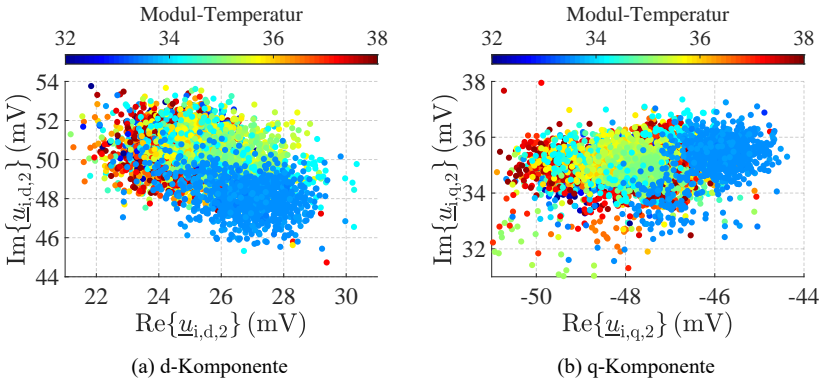 Modul-Temperatur
32 34 36 38
54
52
50
48
46
44
Im{u_i,d,2} (mV)
22 24 26 28 30
Re{u_i,d,2} (mV)
(a) d-Komponente
Modul-Temperatur
32 34 36 38
38
36
34
32
Im{u_i,q,2} (mV)
-50 -48 -46 -44
Re{u_i,q,2} (mV)
(b) q-Komponente